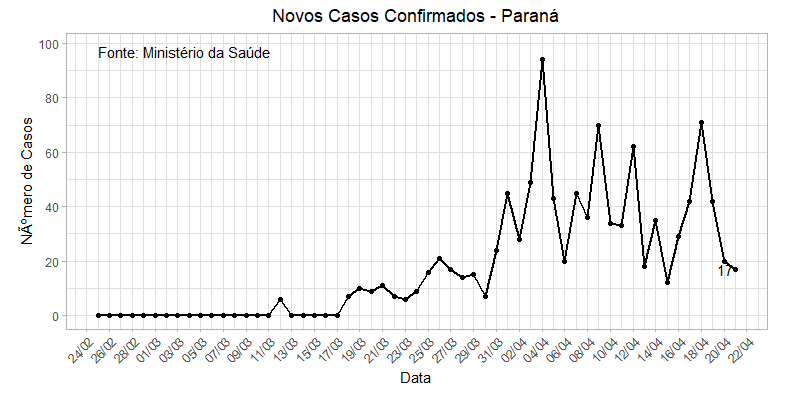 Novos Casos Confirmados - Paraná
Fonte: Ministério da Saúde
NÃºmero de Casos
100
80
60
40
20
0
17
24/02 26/02 28/02 01/03 03/03 05/03 07/03 09/03 11/03 13/03 15/03 17/03 19/03 21/03 23/03 25/03 27/03 29/03 31/03 02/04 04/04 06/04 08/04 10/04 12/04 14/04 16/04 18/04 20/04 22/04
Data